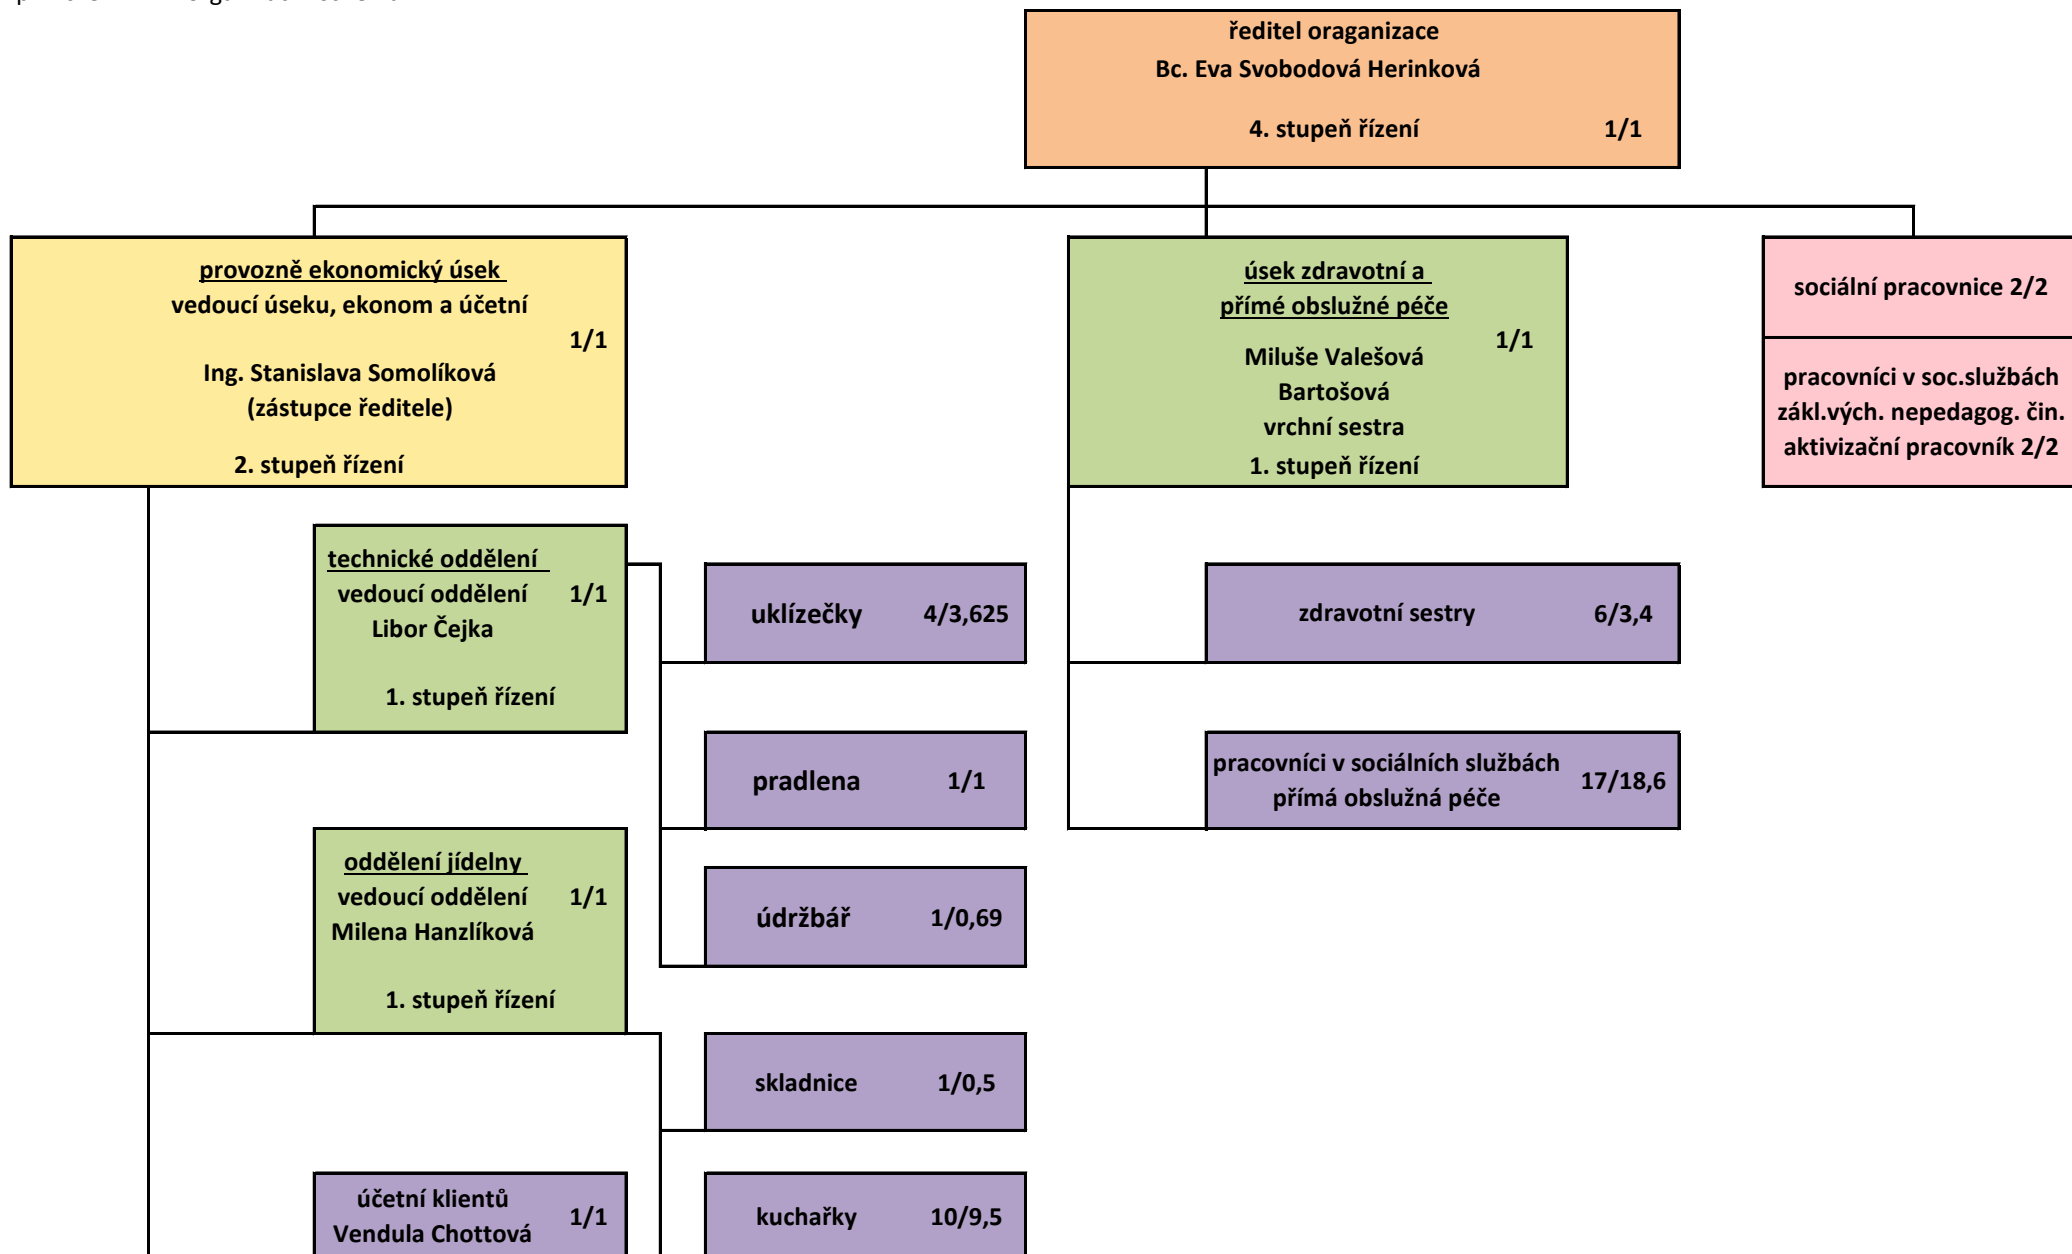 ředitel oraganizace
Bc. Eva Svobodová Herinková
4. stupeň řízení 1/1
provozně ekonomický úsek
vedoucí úseku, ekonom a účetní
1/1
Ing. Stanislava Somolíková
(zástupce ředitele)
2. stupeň řízení
úsek zdravotní a
přímé obslužné péče
1/1
Miluše Valešová
Bartošová
vrchní sestra
1. stupeň řízení
sociální pracovnice 2/2
pracovníci v soc.službách
zákl.vých. nepedagog. čin.
aktivizační pracovník 2/2
technické oddělení
vedoucí oddělení 1/1
Libor Čejka
1. stupeň řízení
uklízečky 4/3,625
pradlena 1/1
údržbář 1/0,69
zdravotní sestry 6/3,4
pracovníci v sociálních službách
přímá obslužná péče
17/18,6
oddělení jídelny
vedoucí oddělení 1/1
Milena Hanzlíková
1. stupeň řízení
skladnice 1/0,5
kuchařky 10/9,5
účetní klientů
Vendula Chottová
1/1